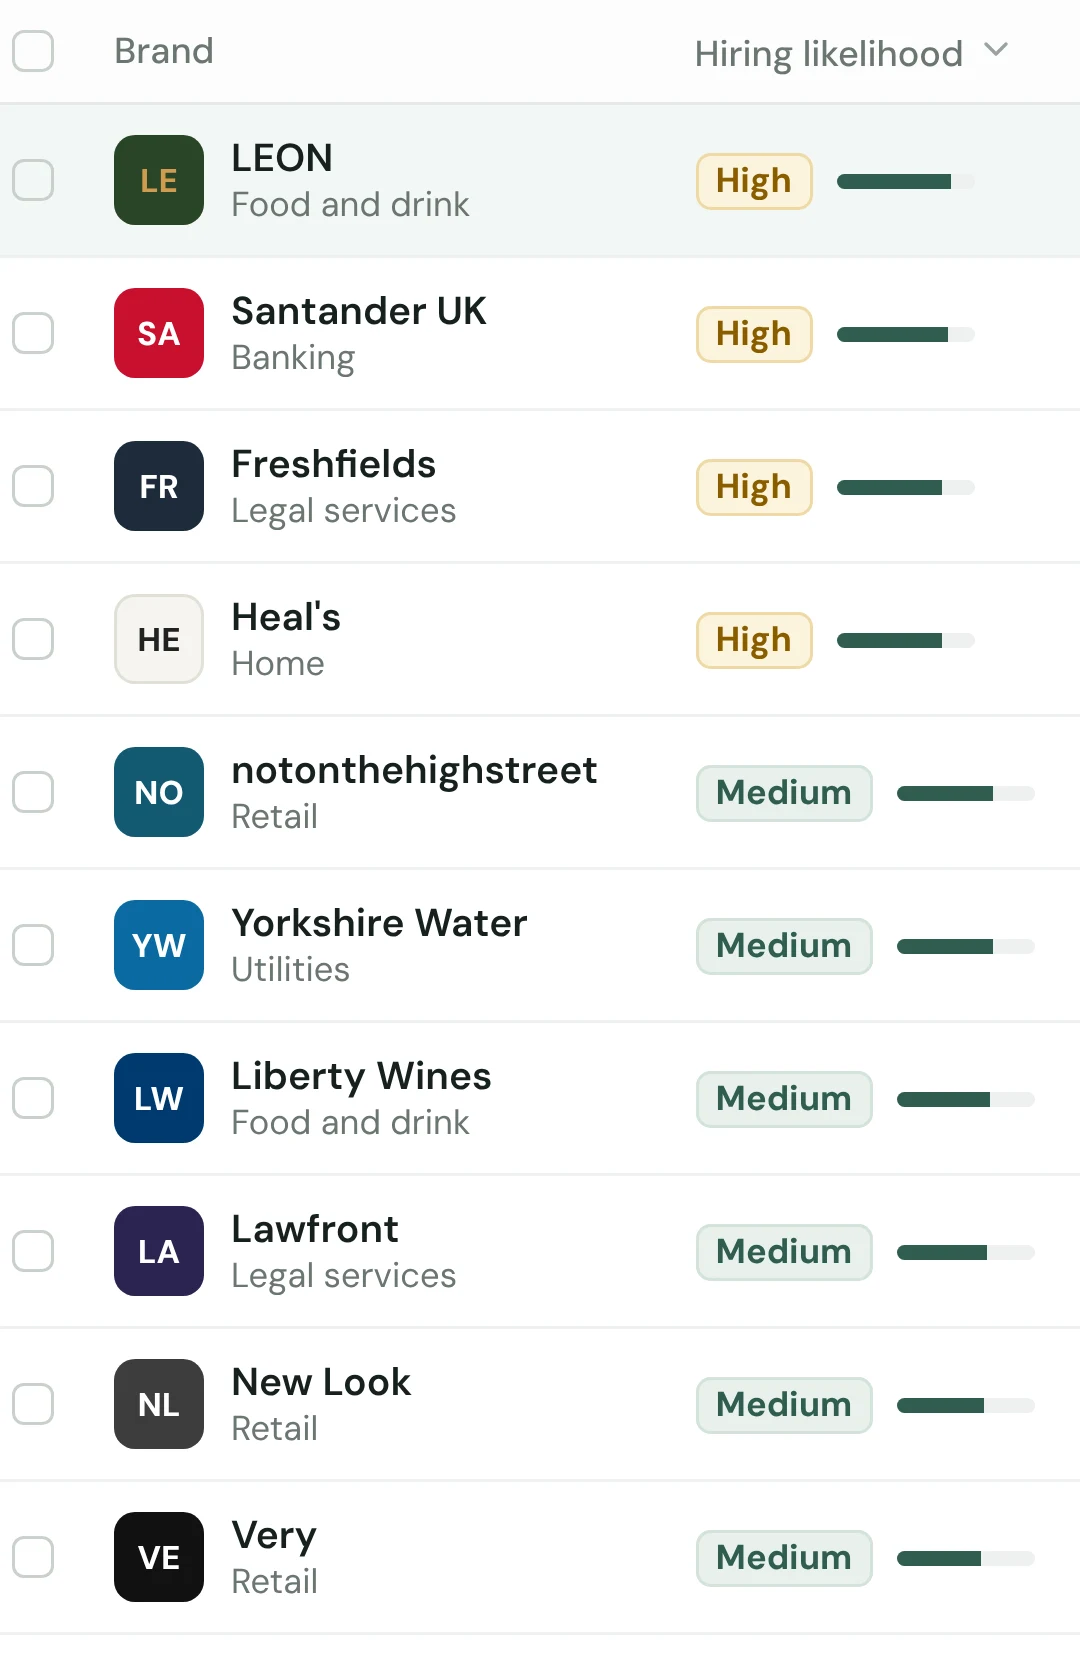 Brand Hiring likelihood
LE LEON High
Food and drink
SA Santander UK High
Banking
FR Freshfields High
Legal services
HE Heal's High
Home
NO notonthehighstreet Medium
Retail
YW Yorkshire Water Medium
Utilities
LW Liberty Wines Medium
Food and drink
LA Lawfront Medium
Legal services
NL New Look Medium
Retail
VE Very Medium
Retail